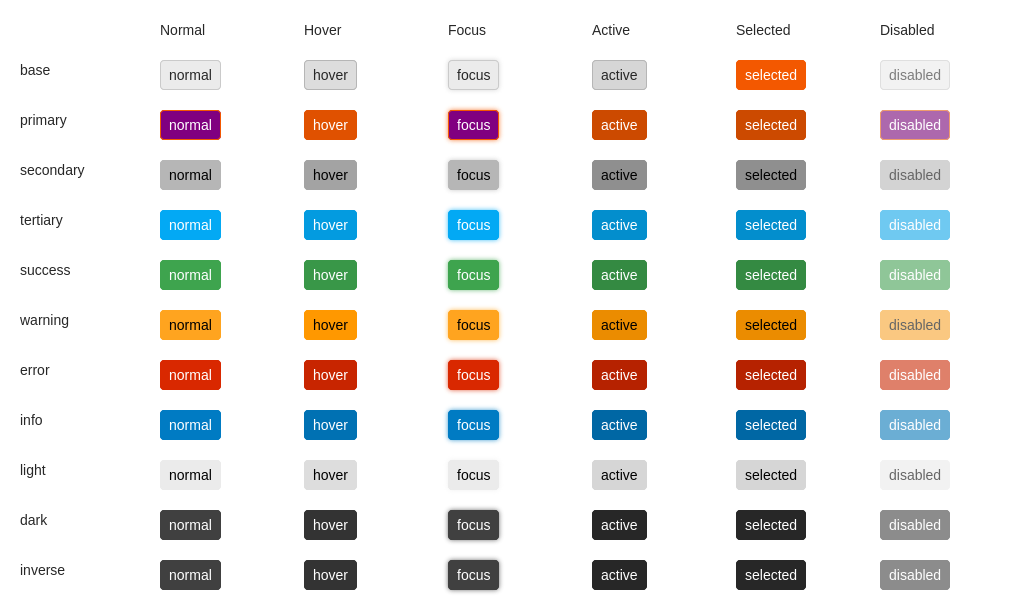 Normal Hover Focus Active Selected Disabled
base normal hover focus active selected disabled
primary normal hover focus active selected disabled
secondary normal hover focus active selected disabled
tertiary normal hover focus active selected disabled
success normal hover focus active selected disabled
warning normal hover focus active selected disabled
error normal hover focus active selected disabled
info normal hover focus active selected disabled
light normal hover focus active selected disabled
dark normal hover focus active selected disabled
inverse normal hover focus active selected disabled